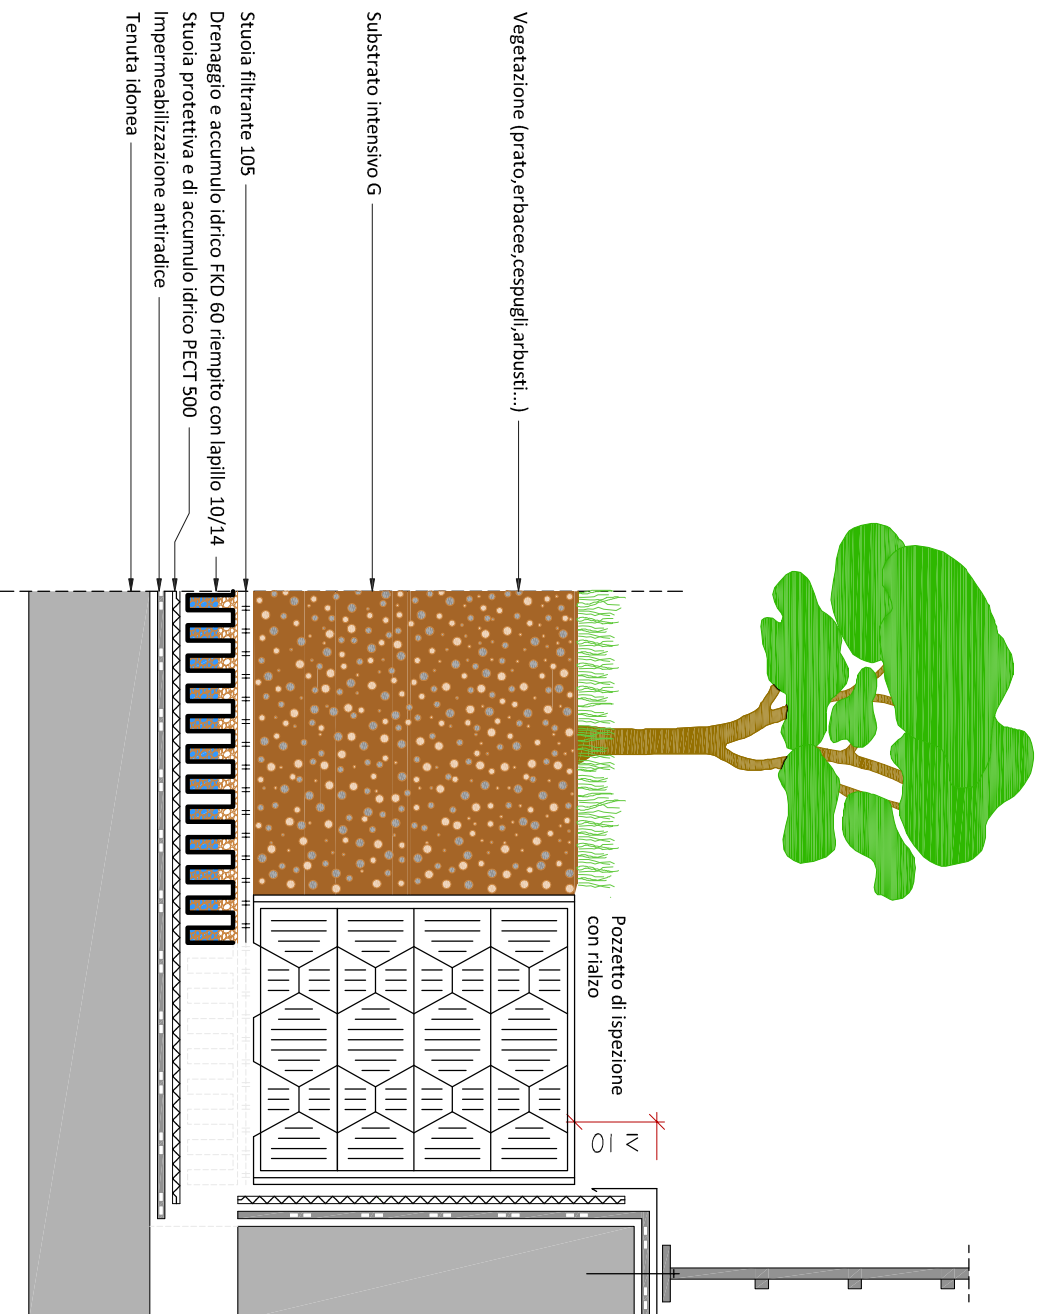 Vegetazione (prato,erbacee,cespugli,arbusti...)
Substrato intensivo G
Stuoia filtrante 105
Drenaggio e accumulo idrico FKD 60 riempito con lapillo 10/14
Stuoia protettiva e di accumulo idrico PECT 500
Impermeabilizzazione antiradice
Tenuta idonea
Pozzetto di ispezione
con rialzo
≥10